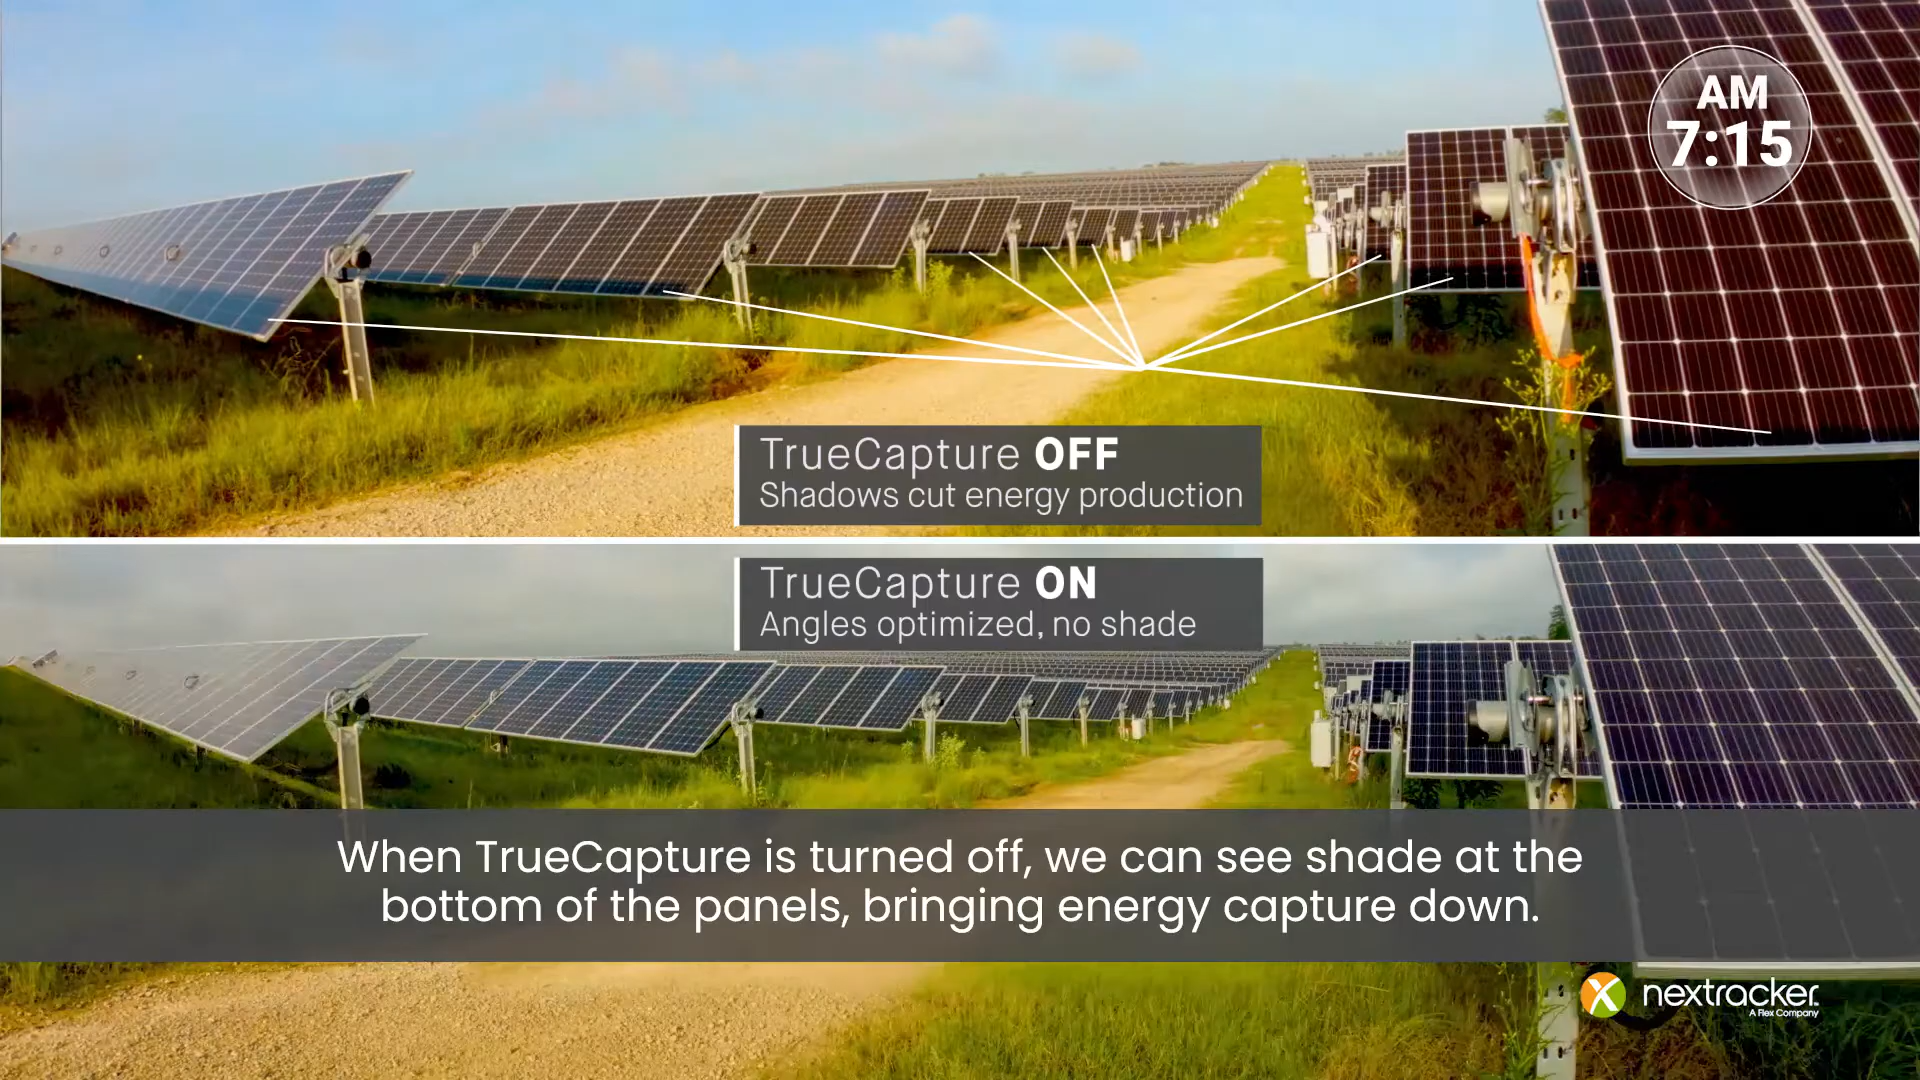 AM
7:15
TrueCapture OFF
Shadows cut energy production
TrueCapture ON
Angles optimized, no shade
When TrueCapture is turned off, we can see shade at the
bottom of the panels, bringing energy capture down.
nextracker.
A Flex Company